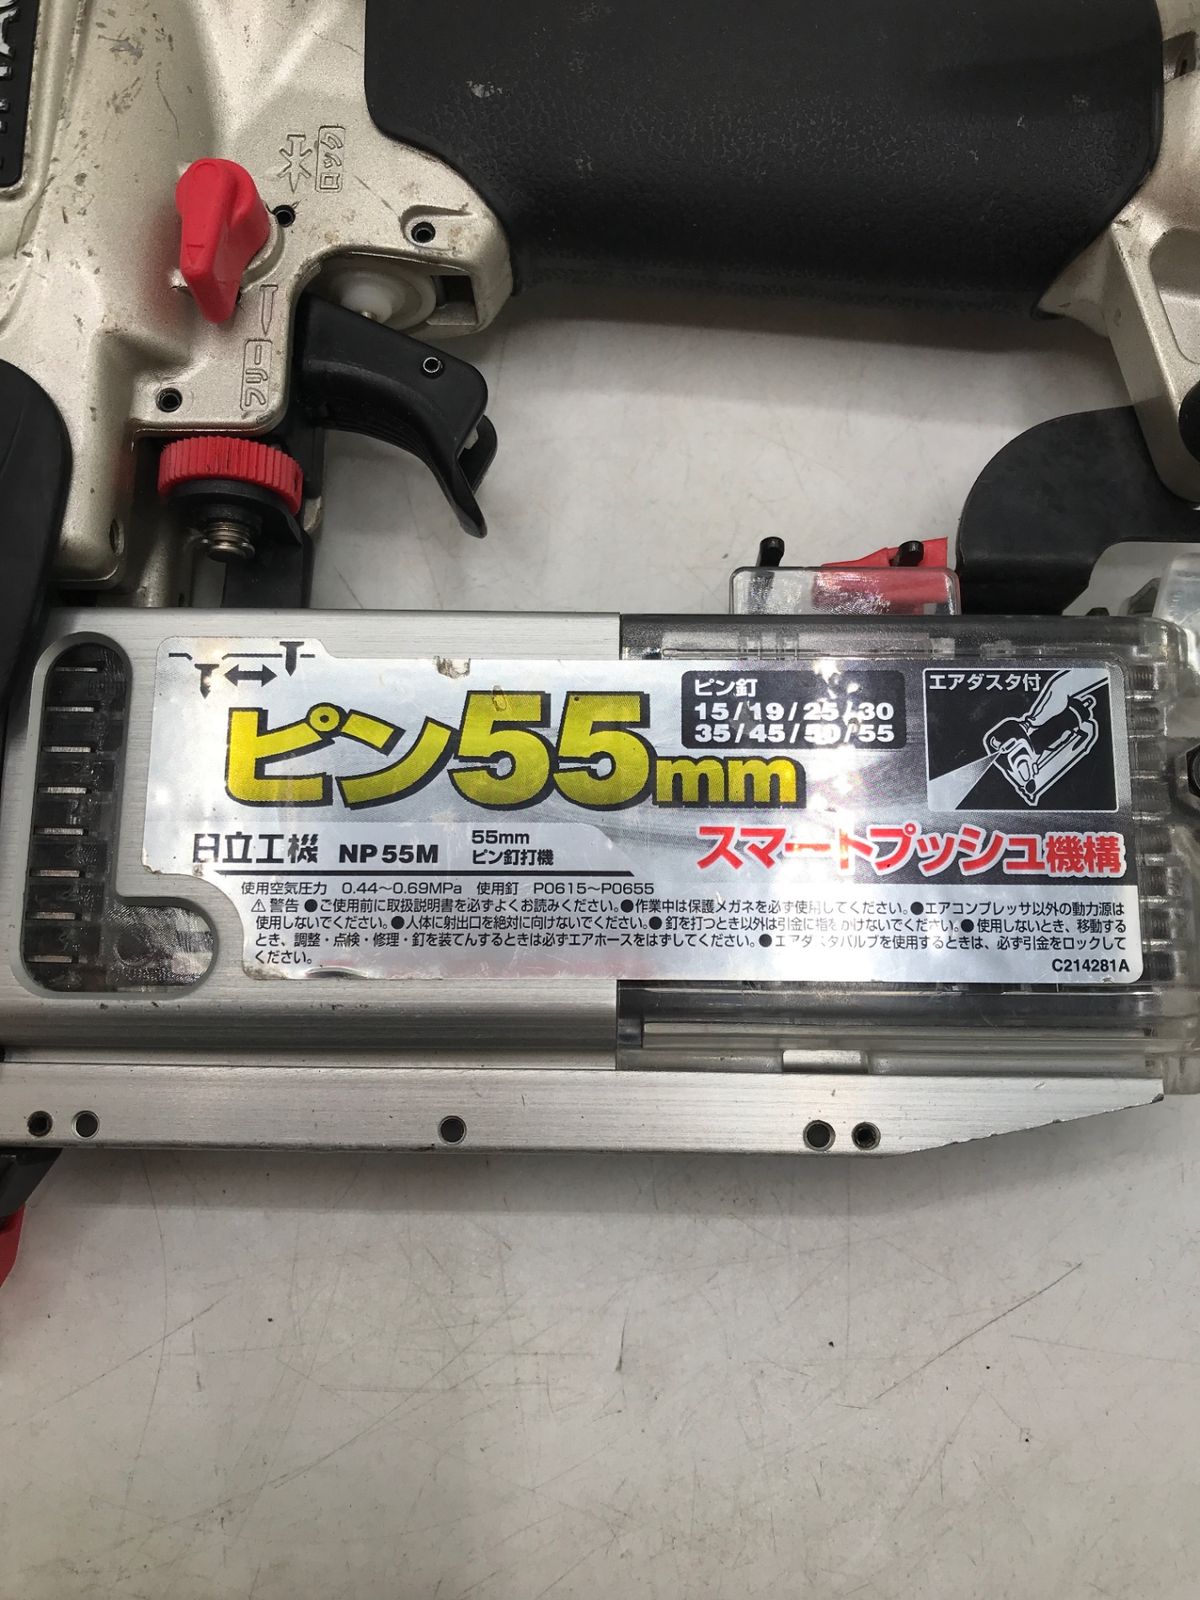 ロック
フリー
ピン55mm
ピン釘
15/19/25/30
35/45/50/55
エアダスタ付
日立工機 NP55M
55mm
ピン釘打機
スマートプッシュ機構
使用空気圧力 0.44～0.69MPa 使用釘 P0615～P0655
⚠警告 ●ご使用前に取扱説明書を必ずよくお読みください。●作業中は保護メガネを必ず使用してください。●エアコンプレッサ以外の動力源は
使用しないでください。●人体に射出口を絶対に向けないでください。●釘を打つとき以外は引金に指をかけないでください。●使用しないとき、移動する
とき、調整・点検・修理・釘を装てんするときは必ずエアホースをはずしてください。●エアダスタバルブを使用するときは、必ず引金をロックして
ください。
C214281A